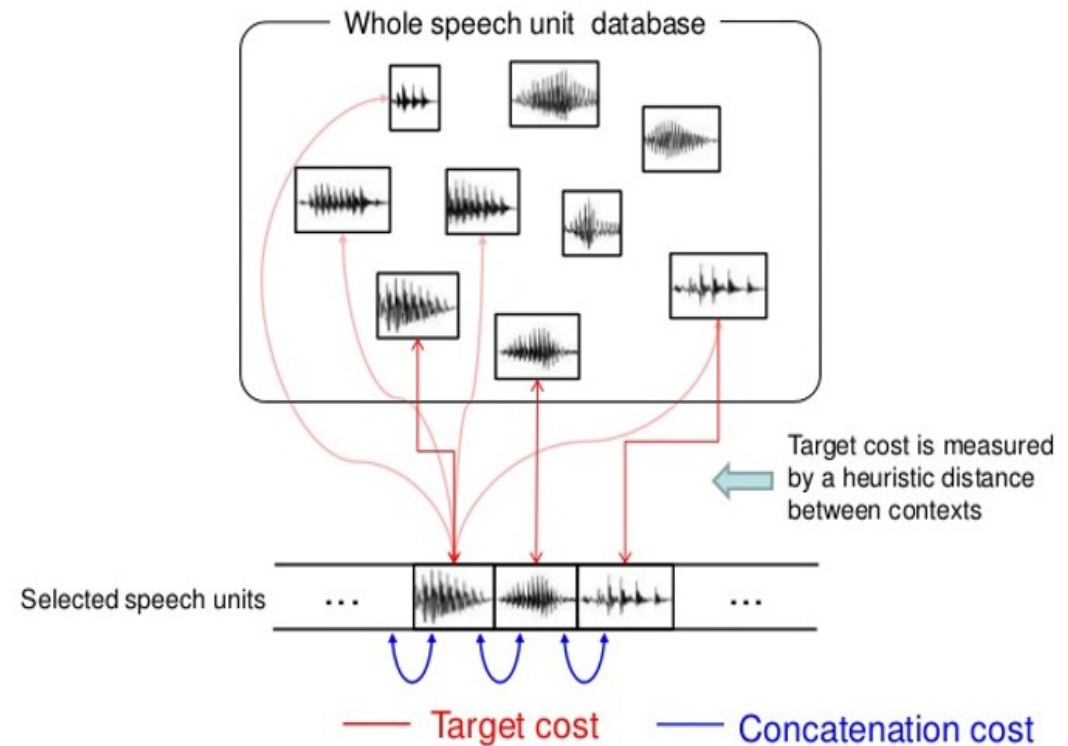 Whole speech unit database
Target cost is measured
by a heuristic distance
between contexts
Selected speech units
...
...
Target cost
Concatenation cost